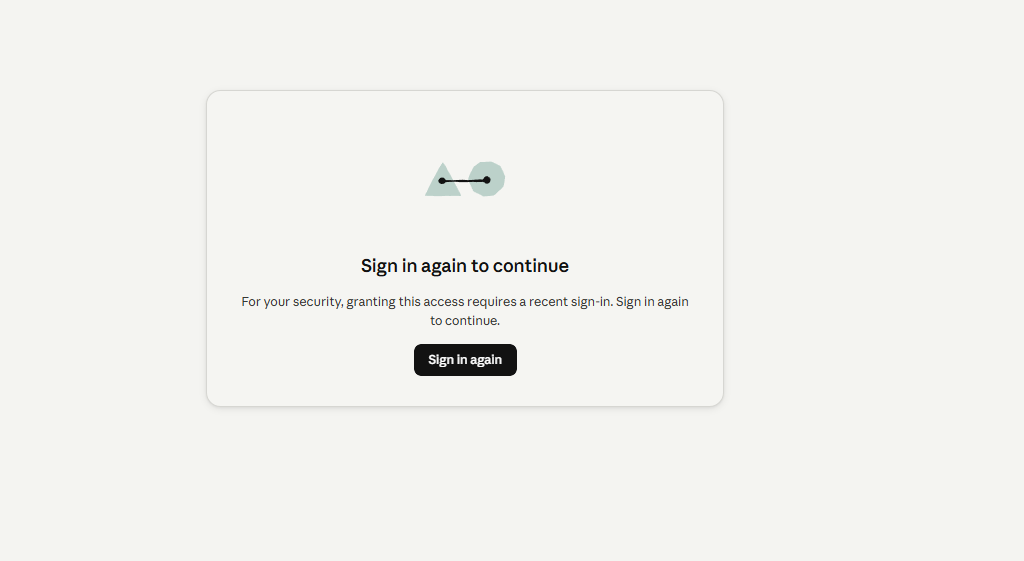 Sign in again to continue
For your security, granting this access requires a recent sign-in. Sign in again
to continue.
Sign in again